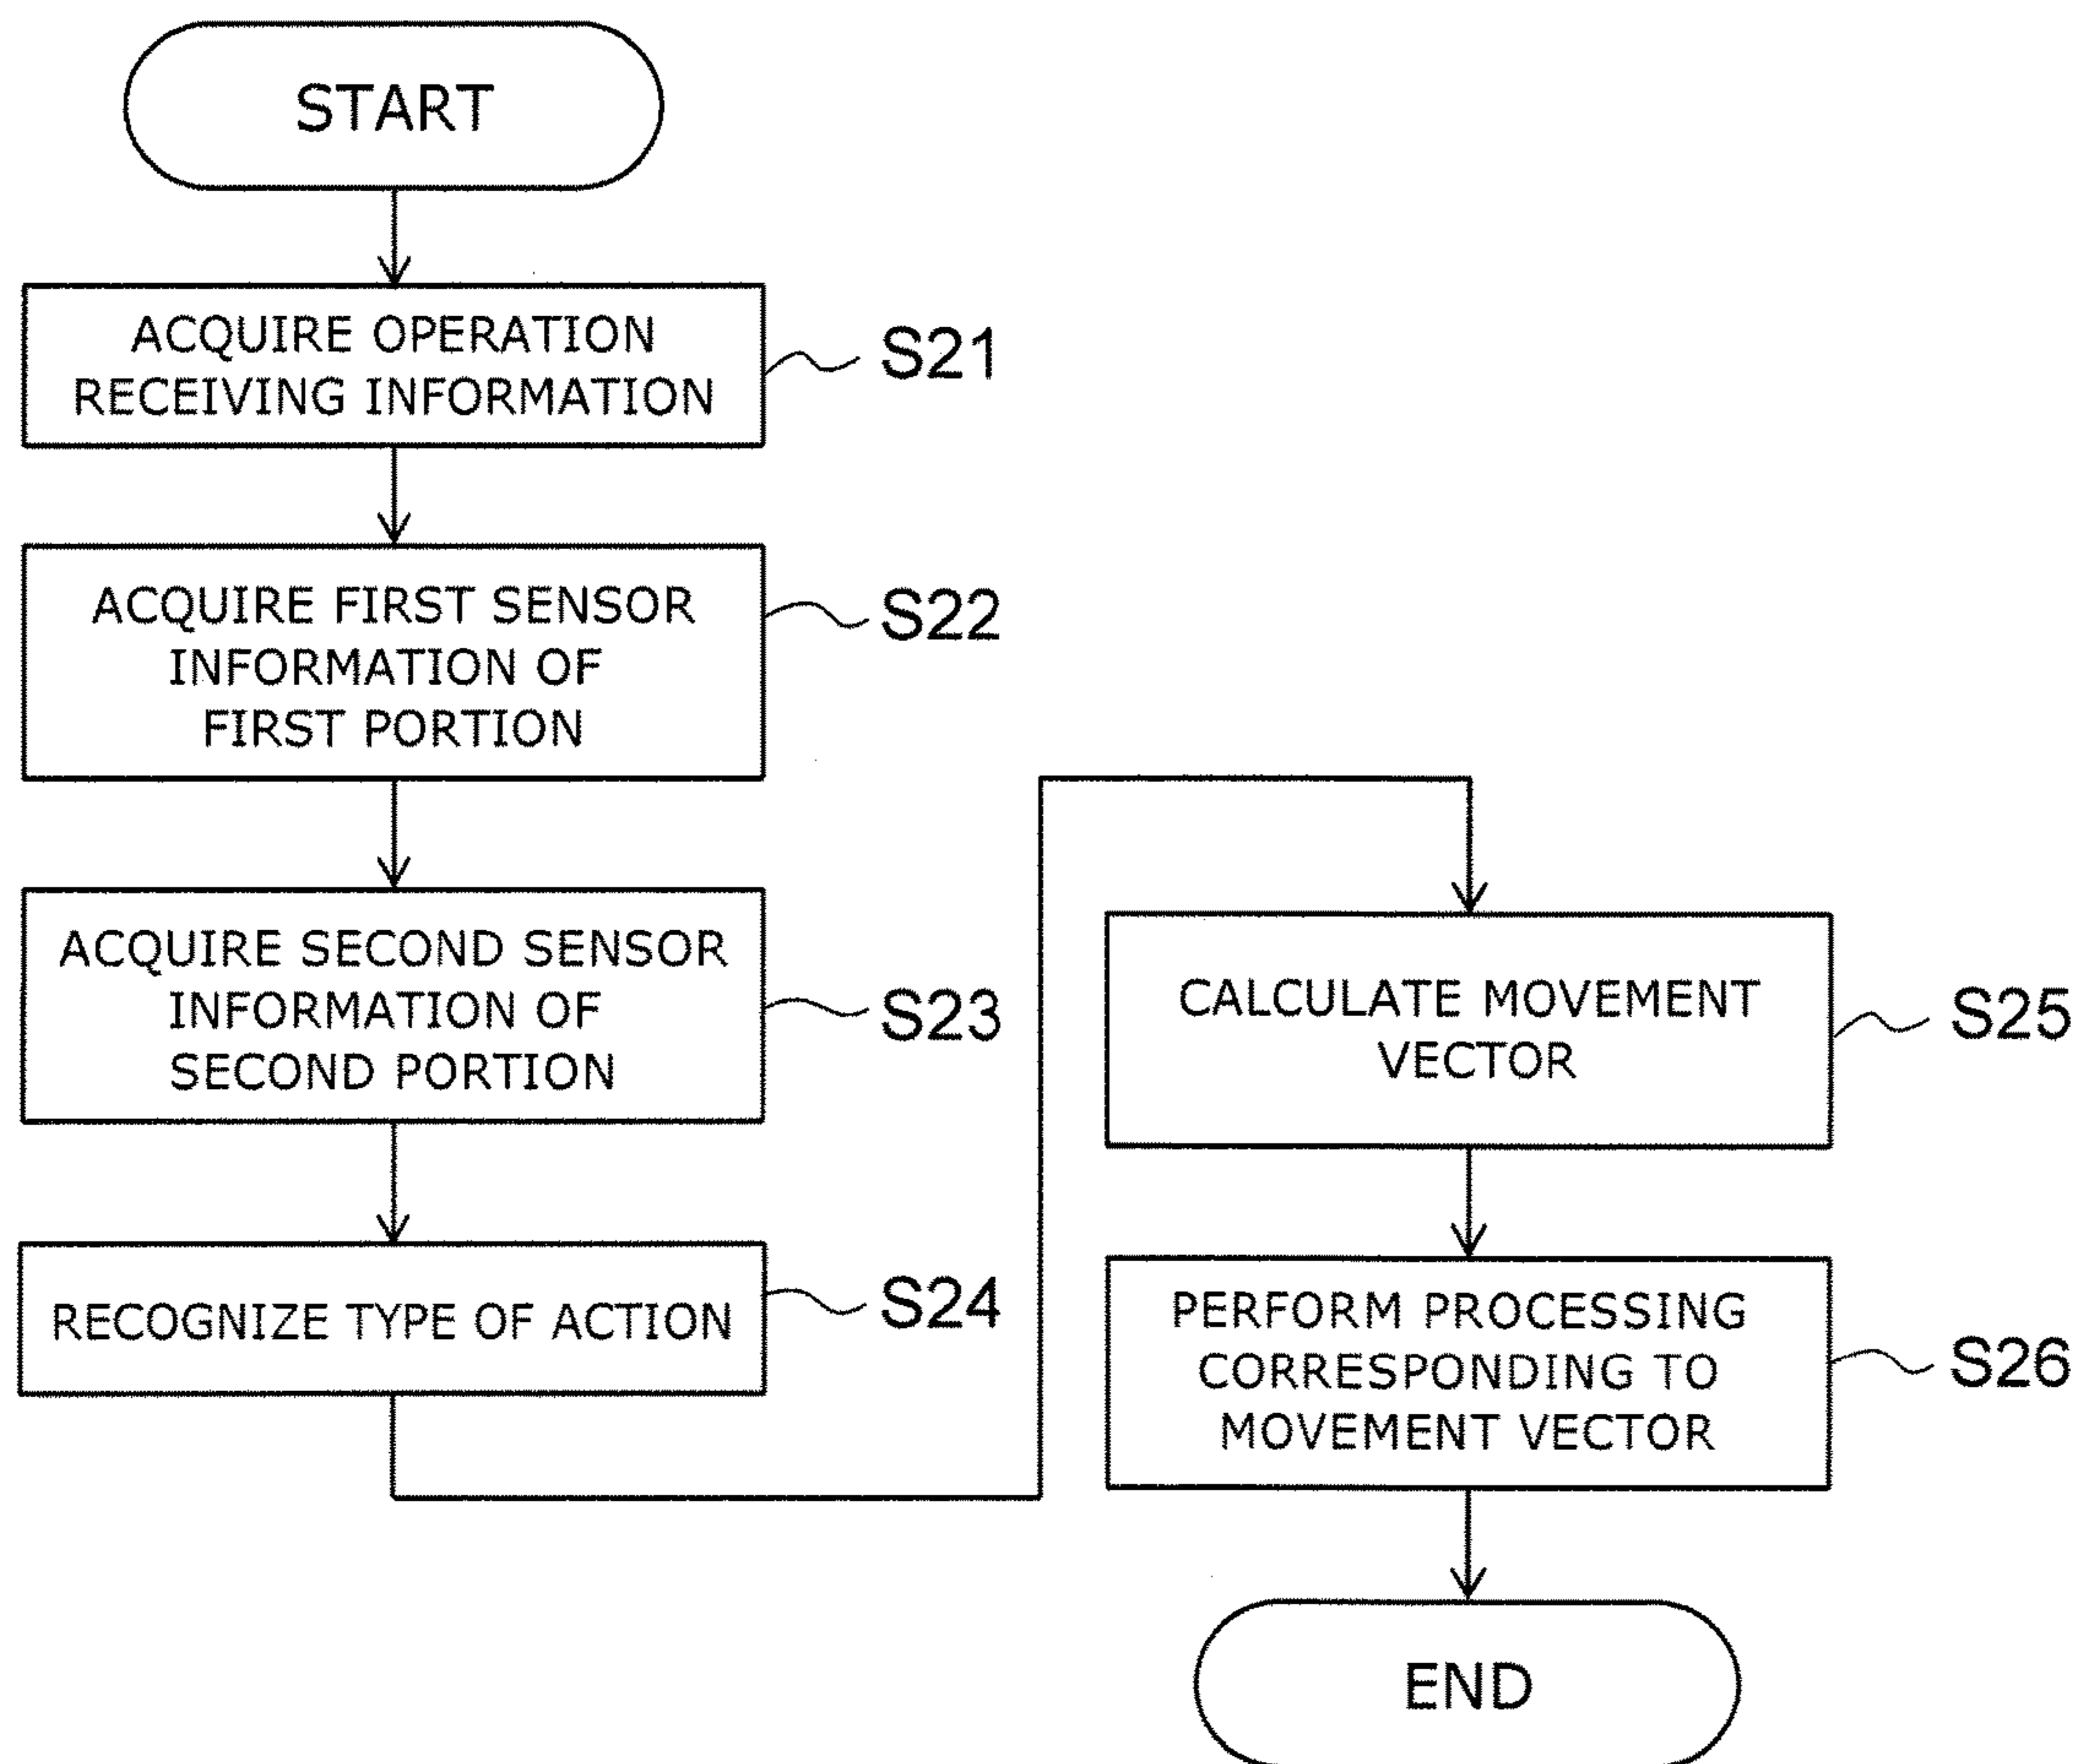 START
ACQUIRE OPERATION
RECEIVING INFORMATION
S21
ACQUIRE FIRST SENSOR
INFORMATION OF
FIRST PORTION
S22
ACQUIRE SECOND SENSOR
INFORMATION OF
SECOND PORTION
S23
RECOGNIZE TYPE OF ACTION
S24
CALCULATE MOVEMENT
VECTOR
S25
PERFORM PROCESSING
CORRESPONDING TO
MOVEMENT VECTOR
S26
END